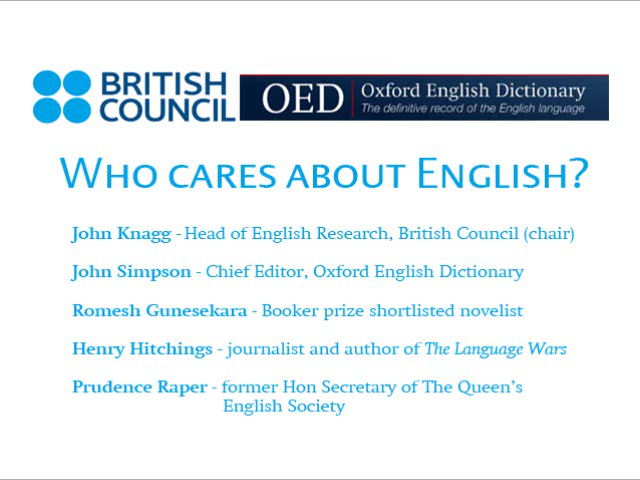 BRITISH
COUNCIL
OED
Oxford English Dictionary
The definitive record of the English language
WHO CARES ABOUT ENGLISH?
John Knagg - Head of English Research, British Council (chair)
John Simpson - Chief Editor, Oxford English Dictionary
Romesh Gunesekara - Booker prize shortlisted novelist
Henry Hitchings - journalist and author of The Language Wars
Prudence Raper - former Hon Secretary of The Queen's
English Society